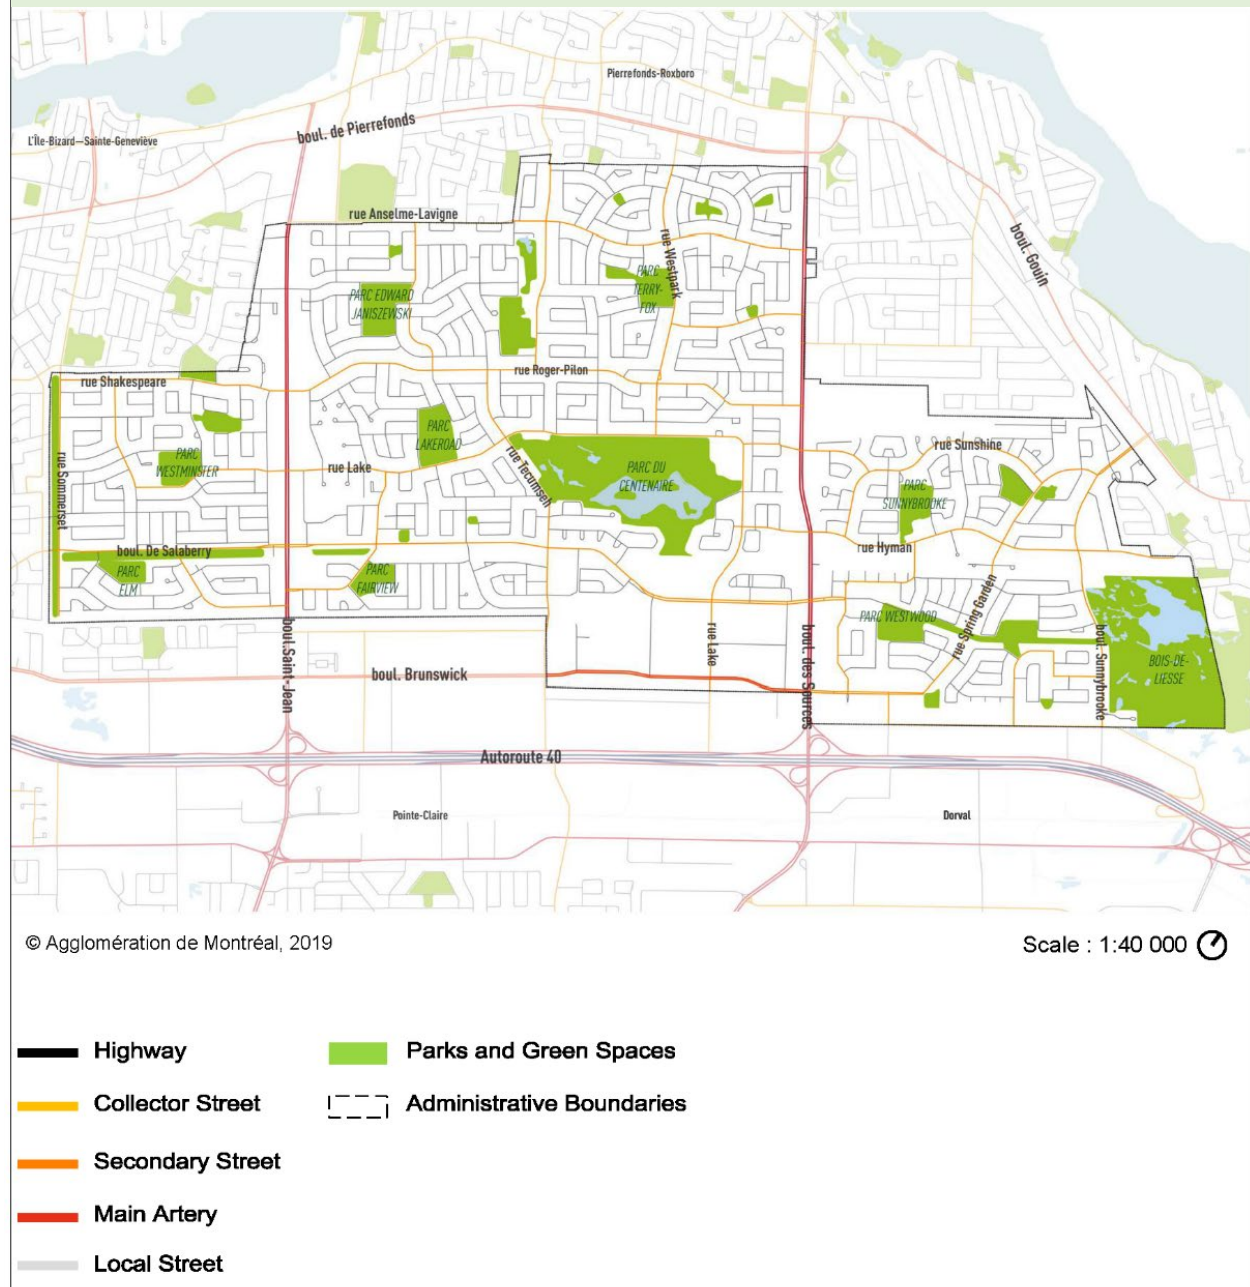 Pierrefonds-Roxboro
boul. de Pierrefonds
L'Île-Bizard—Sainte-Geneviève
rue Anselme-Lavigne
rue Westpark
boul. Gouin
PARC
TERRY-
FOX
PARC EDWARD
JANISZEWSKI
rue Shakespeare
rue Roger-Pilon
PARC
LAKEROAD
rue Sunshine
PARC
WESTMINSTER
rue Lake
rue Tecumseh
PARC DU
CENTENAIRE
PARC
SUNNYBROOKE
rue Sommerset
boul. De Salaberry
rue Hyman
PARC
ELM
PARC
FAIRVIEW
rue Spring Garden
PARC WESTWOOD
boul.Saint-Jean
rue Lake
boul. des Sources
boul. Sunnybrooke
BOIS-DE-
LIESSE
boul. Brunswick
Autoroute 40
Pointe-Claire
Dorval
© Agglomération de Montréal, 2019
Scale : 1:40 000
Highway
Parks and Green Spaces
Collector Street
Administrative Boundaries
Secondary Street
Main Artery
Local Street